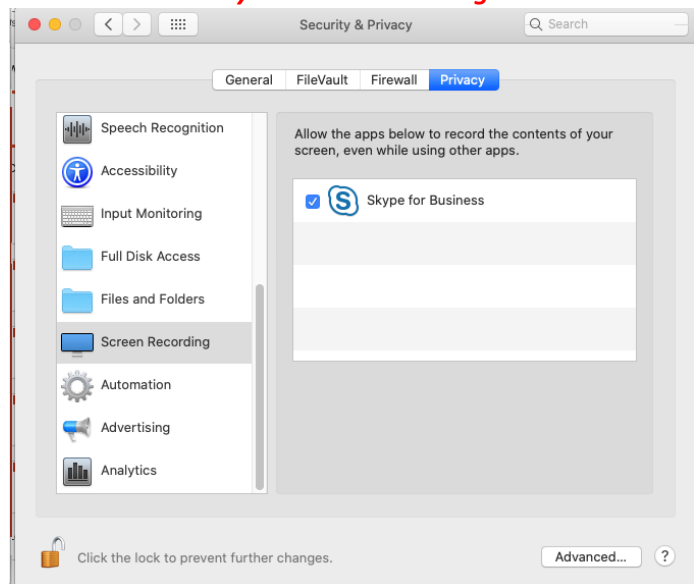 Security & Privacy
Search
General
FileVault
Firewall
Privacy
Speech Recognition
Accessibility
Input Monitoring
Full Disk Access
Files and Folders
Screen Recording
Automation
Advertising
Analytics
Allow the apps below to record the contents of your
screen, even while using other apps.
Skype for Business
Click the lock to prevent further changes.
Advanced...
?